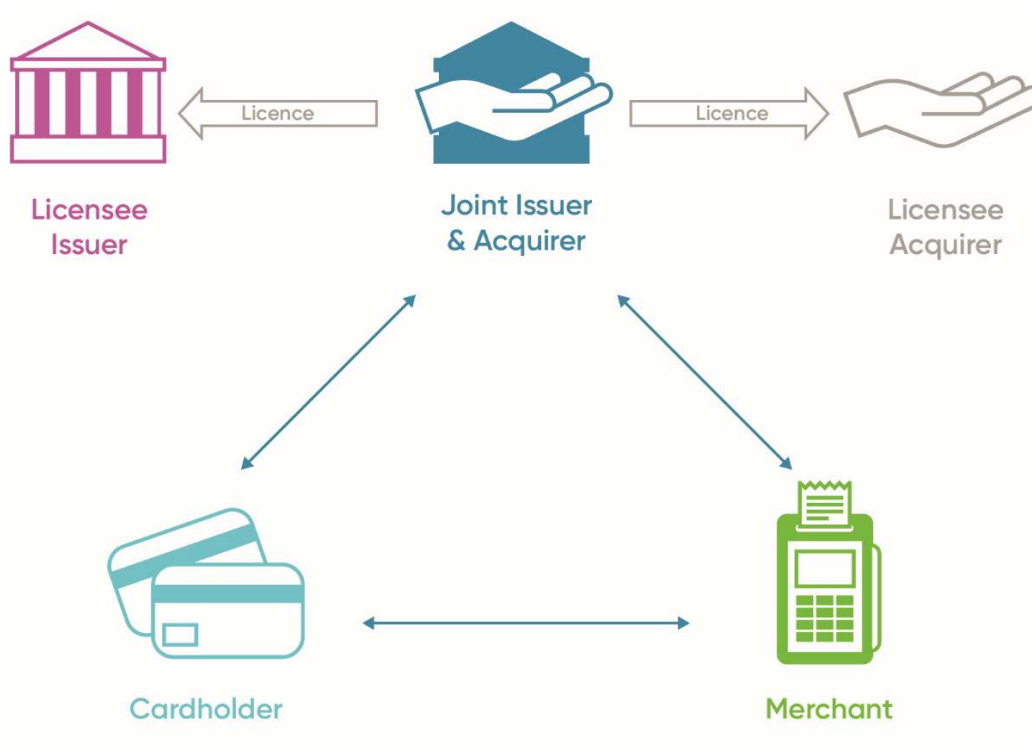 Licence
Licence
Licensee
Issuer
Joint Issuer
& Acquirer
Licensee
Acquirer
Cardholder
Merchant